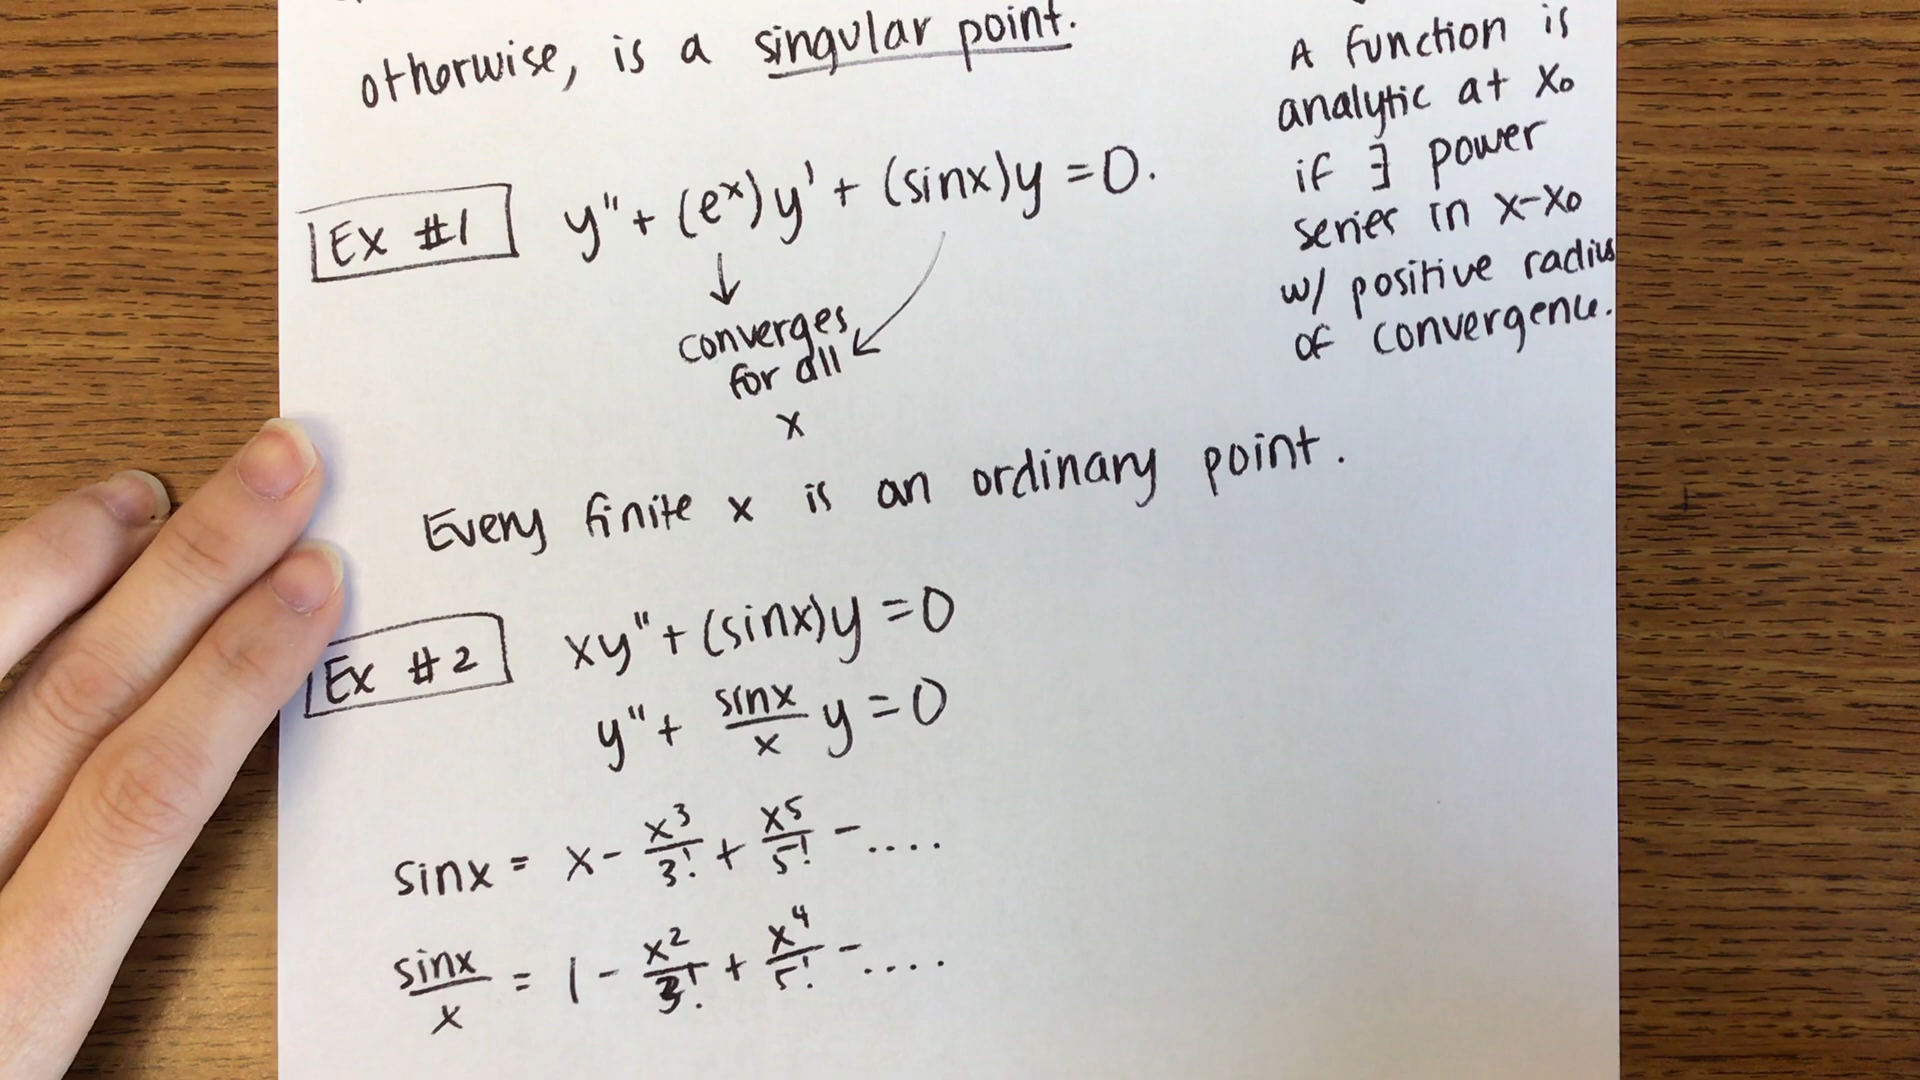 otherwise, is a singular point.
A function is
analytic at x₀
if ∃ power
series in x-x₀
w/ positive radius
of convergence.
Ex #1 y" + (eˣ)y' + (sinx)y = 0.
converges
for all
x
Every finite x is an ordinary point.
Ex #2 xy" + (sinx)y = 0
y" + sinx/x y = 0
sinx = x - x³/3! + x⁵/5! - ....
sinx/x = 1 - x²/3! + x⁴/5! - ....